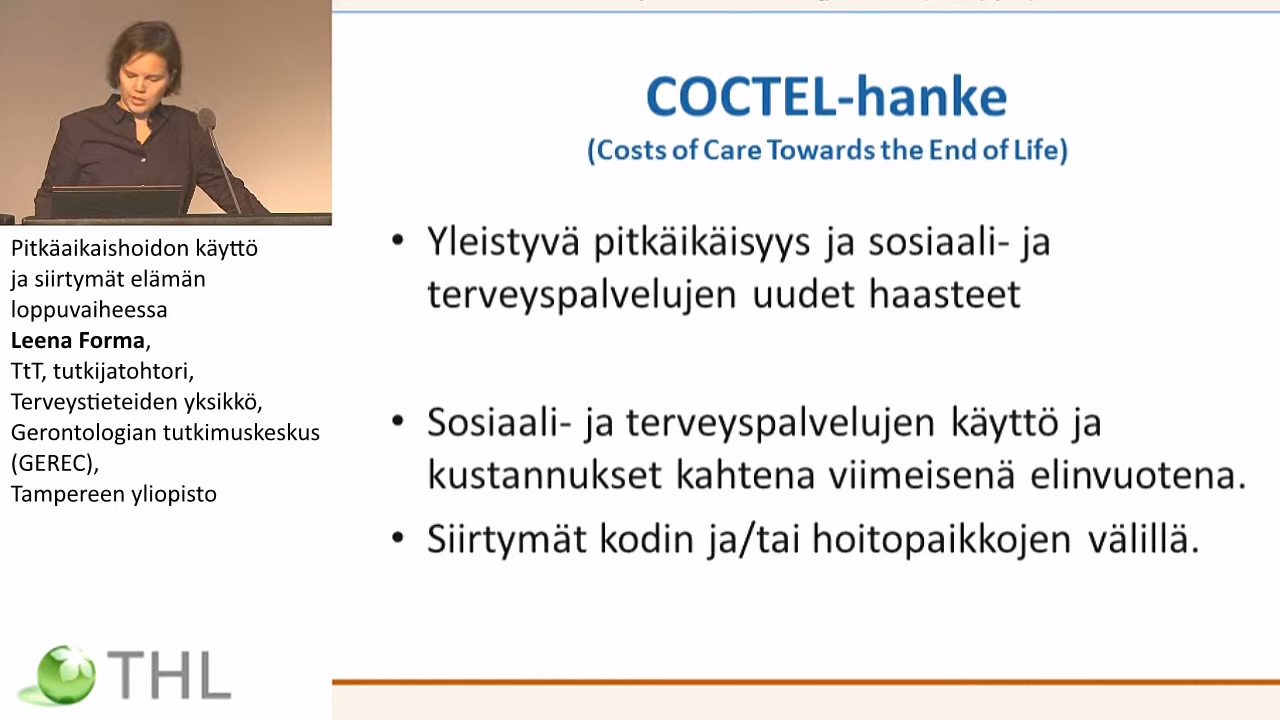 COCTEL-hanke
(Costs of Care Towards the End of Life)
• Yleistyvä pitkäikäisyys ja sosiaali- ja
terveyspalvelujen uudet haasteet
• Sosiaali- ja terveyspalvelujen käyttö ja
kustannukset kahtena viimeisenä elinvuotena.
• Siirtymät kodin ja/tai hoitopaikkojen välillä.
Pitkäaikaishoidon käyttö
ja siirtymät elämän
loppuvaiheessa
Leena Forma,
TtT, tutkijatohtori,
Terveystieteiden yksikkö,
Gerontologian tutkimuskeskus
(GEREC),
Tampereen yliopisto
THL